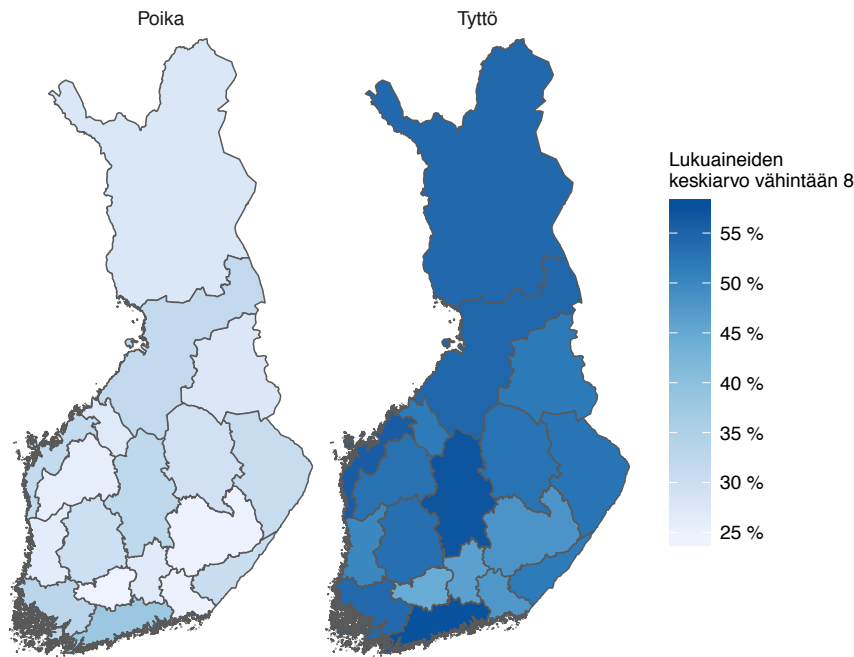 Poika
Tyttö
Lukuaineiden
keskiarvo vähintään 8
55 %
50 %
45 %
40 %
35 %
30 %
25 %